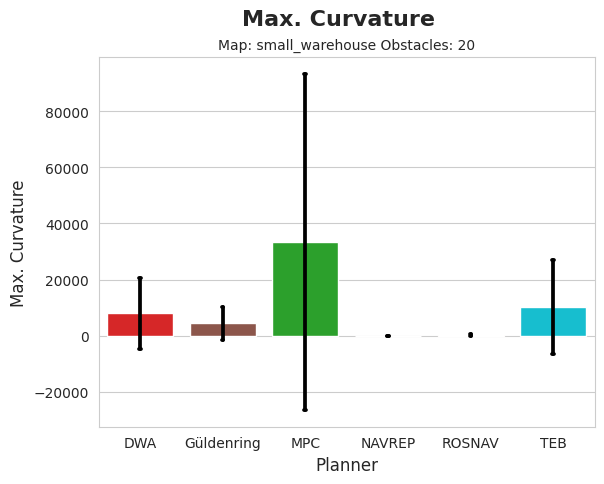 Max. Curvature
Map: small_warehouse Obstacles: 20
80000
60000
40000
20000
0
−20000
Max. Curvature
DWA Güldenring MPC NAVREP ROSNAV TEB
Planner